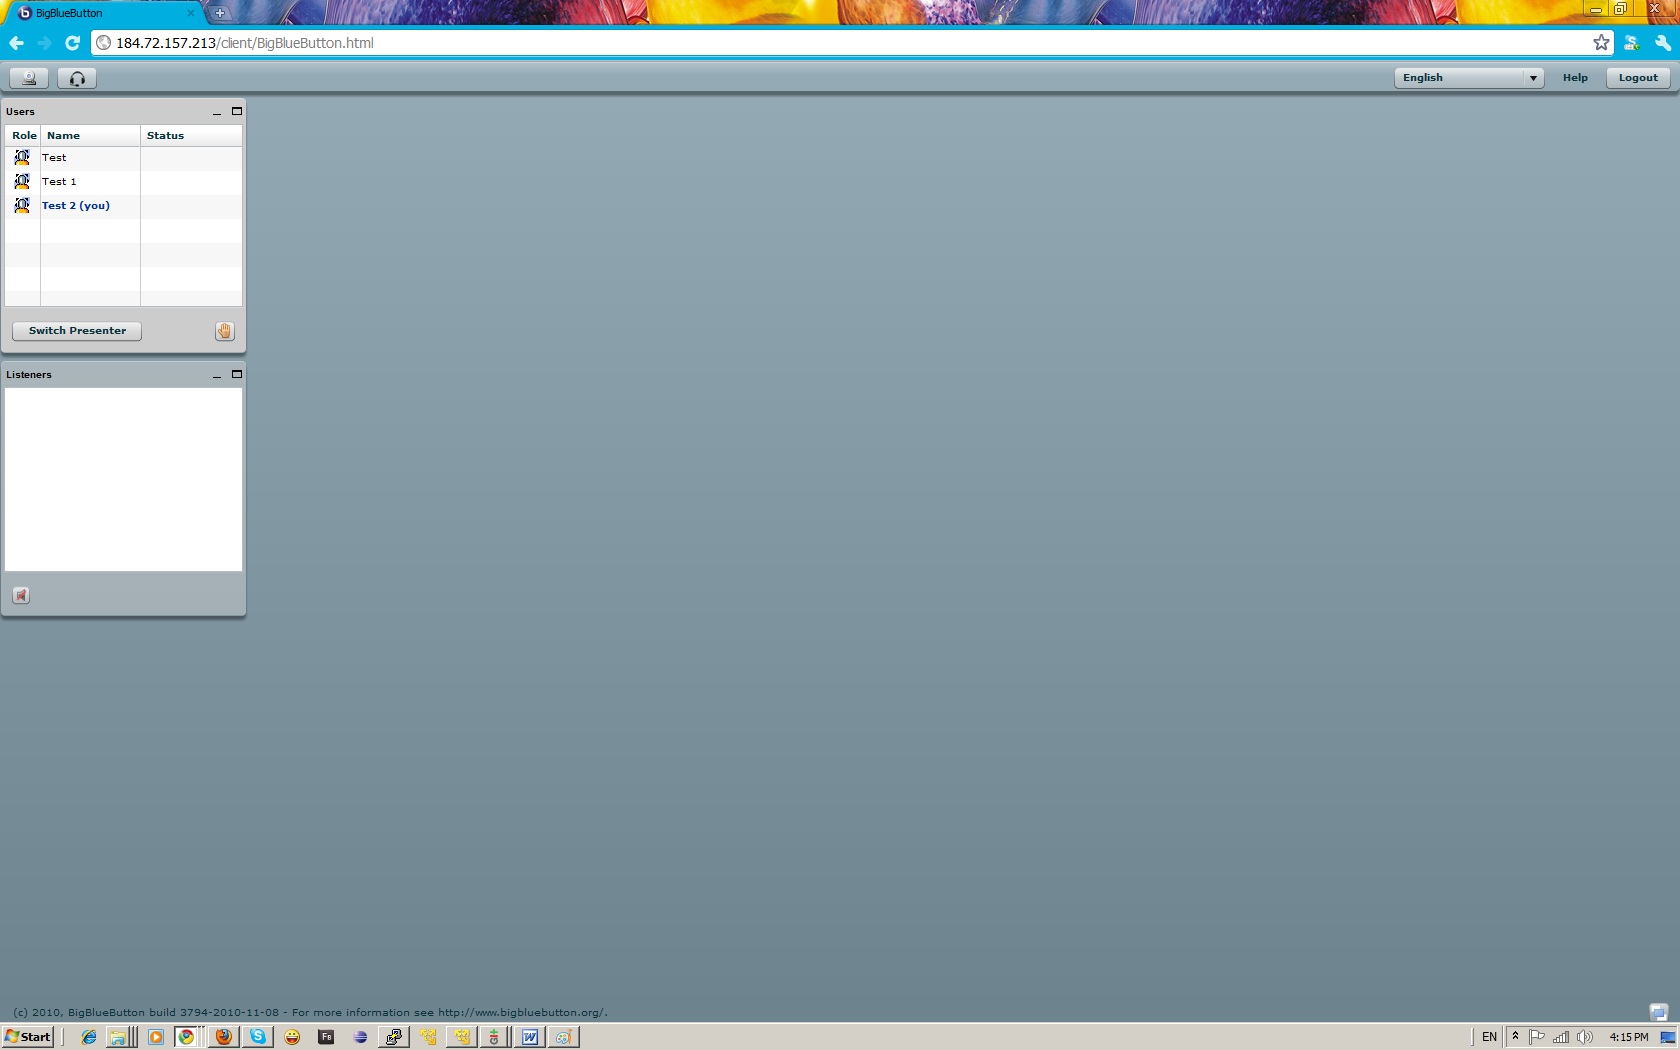 BigBlueButton
184.72.157.213/client/BigBlueButton.html
English
Help
Logout
Users
Role Name Status
Test
Test 1
Test 2 (you)
Switch Presenter
Listeners
(c) 2010, BigBlueButton build 3794-2010-11-08 - For more information see http://www.bigbluebutton.org/.
Start
EN
4:15 PM